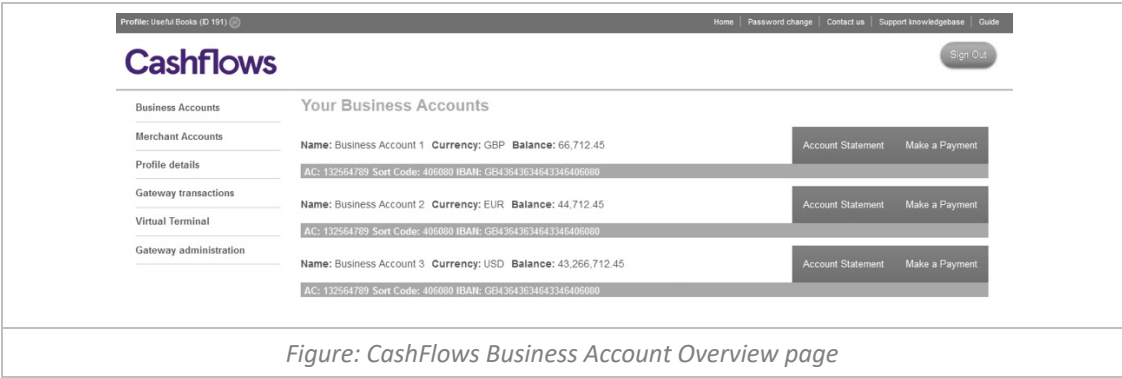 Profile: Useful Books (ID 191) Home Password change Contact us Support knowledgebase Guide
Cashflows
Sign Out
Business Accounts
Merchant Accounts
Profile details
Gateway transactions
Virtual Terminal
Gateway administration
Your Business Accounts
Name: Business Account 1 Currency: GBP Balance: 66,712.45 Account Statement Make a Payment
AC: 132564789 Sort Code: 406080 IBAN: GB43643634643346406080
Name: Business Account 2 Currency: EUR Balance: 44,712.45 Account Statement Make a Payment
AC: 132564789 Sort Code: 406080 IBAN: GB43643634643346406080
Name: Business Account 3 Currency: USD Balance: 43,266,712.45 Account Statement Make a Payment
AC: 132564789 Sort Code: 406080 IBAN: GB43643634643346406080
Figure: CashFlows Business Account Overview page